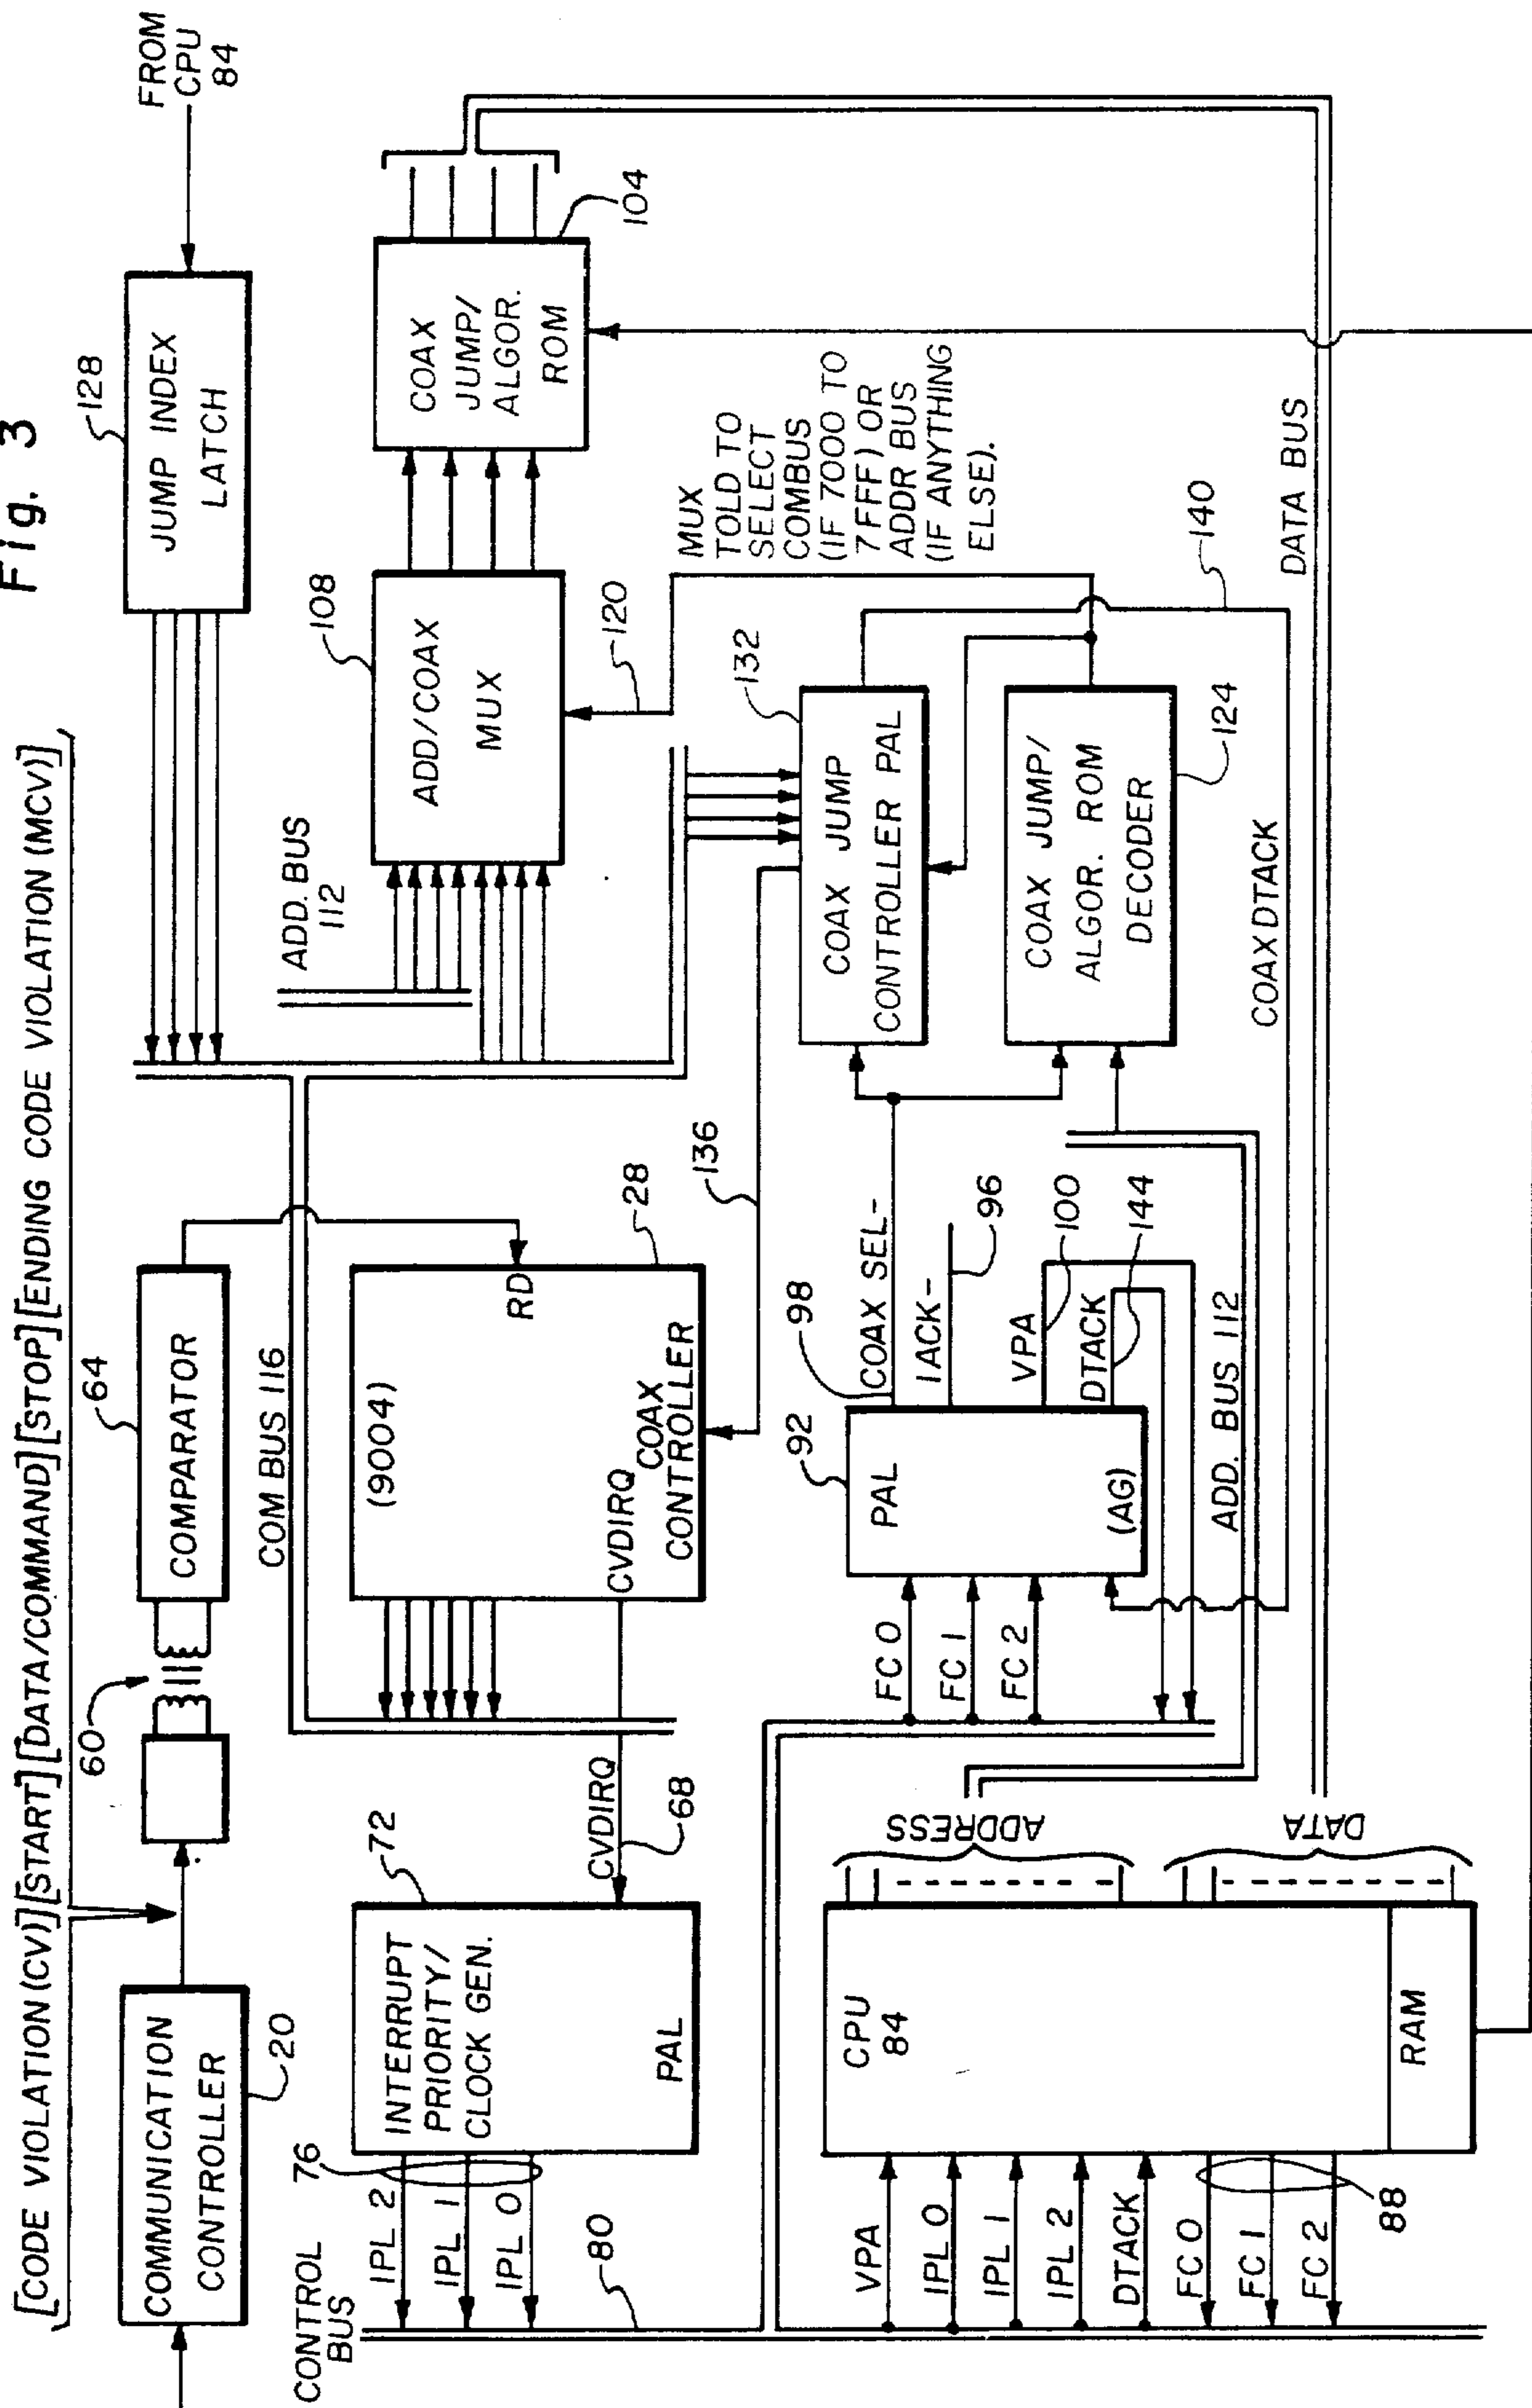 Fig. 3
[CODE VIOLATION (CV)] [START] [DATA/COMMAND] [STOP] [ENDING CODE VIOLATION (MCV)]
COMMUNICATION
CONTROLLER
20
60
COMPARATOR
64
JUMP INDEX
LATCH
128
FROM
CPU
84
CONTROL
BUS
IPL 2
IPL 1
IPL 0
76
80
INTERRUPT
PRIORITY/
CLOCK GEN.
PAL
72
CVDIRQ
68
COM BUS 116
(9004)
RD
CVDIRQ
COAX
CONTROLLER
28
136
ADD. BUS
112
ADD/COAX
MUX
108
120
COAX
JUMP/
ALGOR.
ROM
104
MUX
TOLD TO
SELECT
COMBUS
(IF 7000 TO
7FFF) OR
ADDR BUS
(IF ANYTHING
ELSE).
COAX JUMP
CONTROLLER PAL
132
140
COAX JUMP/
ALGOR. ROM
DECODER
124
COAX DTACK
DATA BUS
VPA
IPL 0
IPL 1
IPL 2
DTACK
FC 0
FC 1
FC 2
88
CPU
84
RAM
ADDRESS
DATA
FC 0
FC 1
FC 2
PAL
(AG)
92
98
COAX SEL-
IACK-
96
VPA
100
DTACK
144
ADD. BUS 112